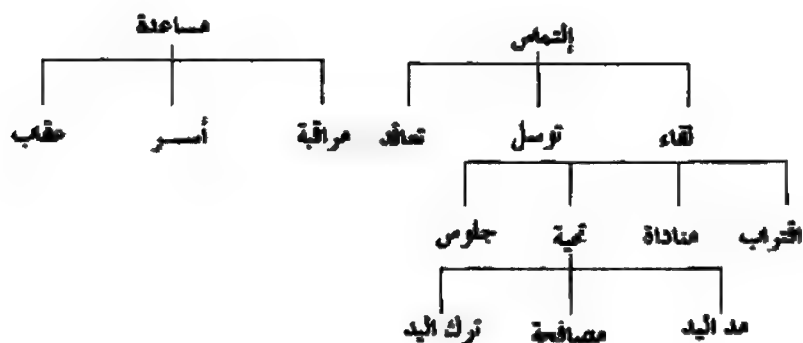 إلتماس مساعدة
لقاء توسل تعاقد مراقبة أسر عقاب
اقتراب مناداة تحية جلوس
مد اليد مصافحة ترك اليد